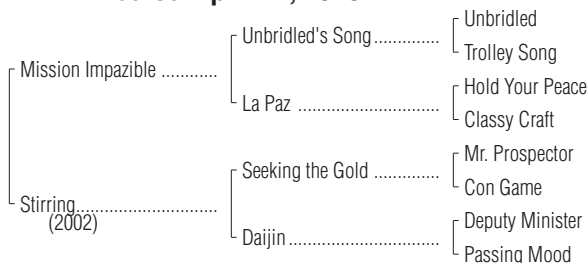 Unbridled
Unbridled's Song..............
Trolley Song
Mission Impazible ............
Hold Your Peace
La Paz ..............................
Classy Craft
Mr. Prospector
Seeking the Gold ..............
Con Game
Stirring..............................
(2002)
Deputy Minister
Daijin................................
Passing Mood